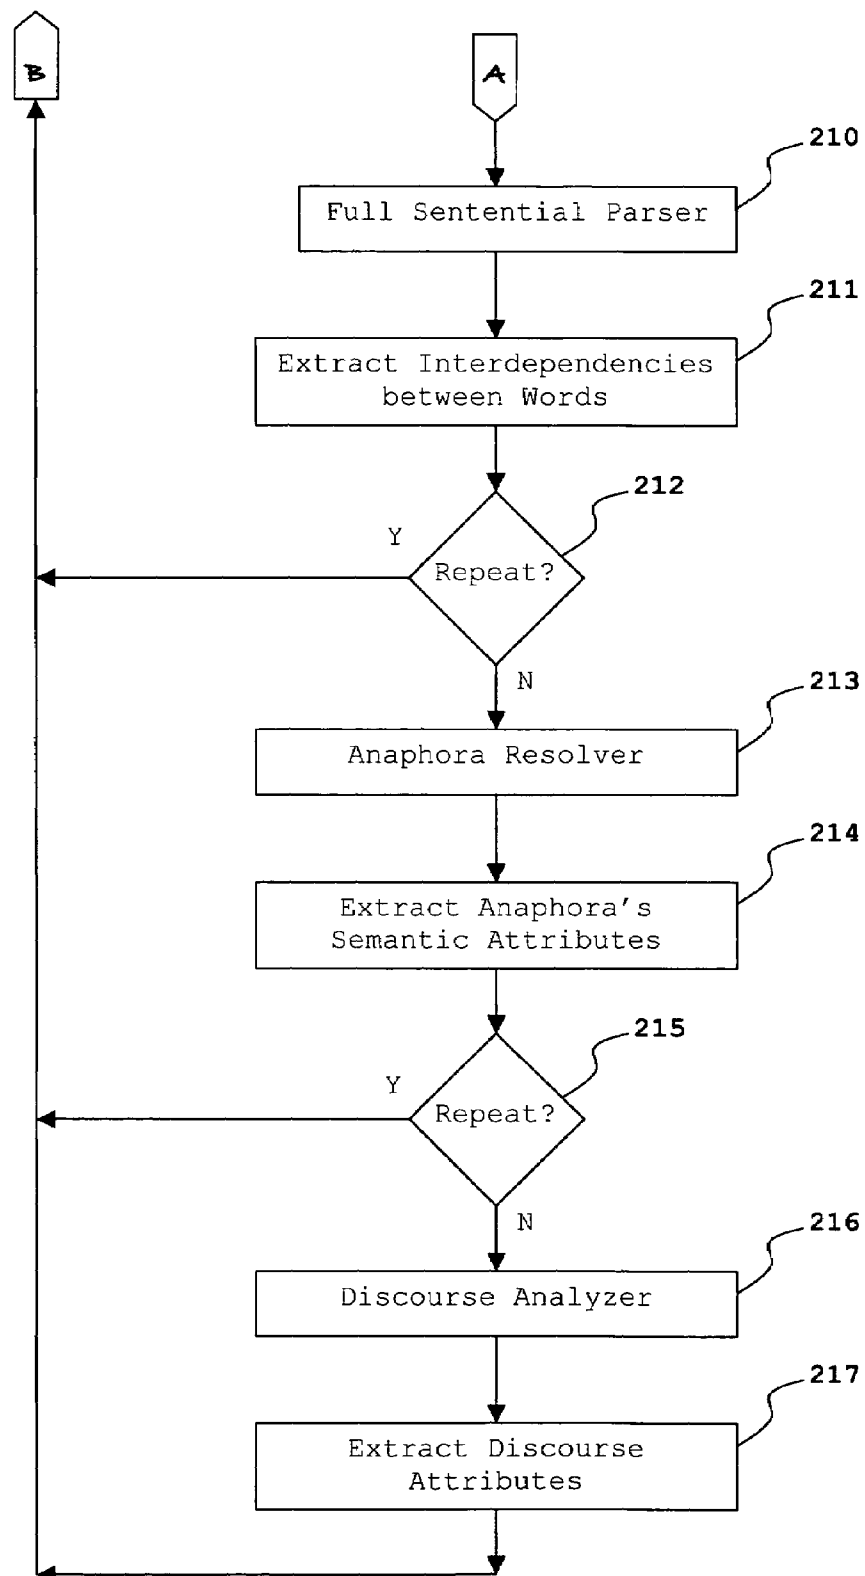 B
A
210
Full Sentential Parser
211
Extract Interdependencies
between Words
212
Y
Repeat?
N
213
Anaphora Resolver
214
Extract Anaphora's
Semantic Attributes
215
Y
Repeat?
N
216
Discourse Analyzer
217
Extract Discourse
Attributes